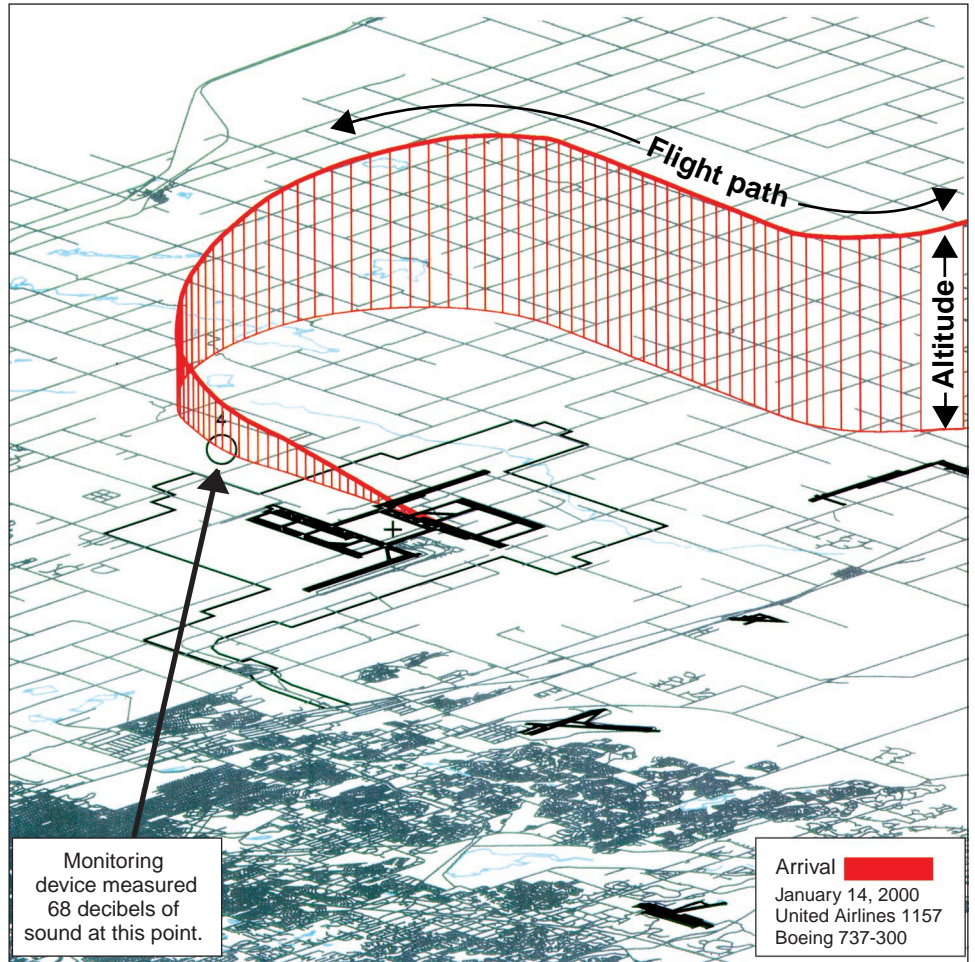 Flight path
Altitude
4
Monitoring
device measured
68 decibels of
sound at this point.
Arrival
January 14, 2000
United Airlines 1157
Boeing 737-300